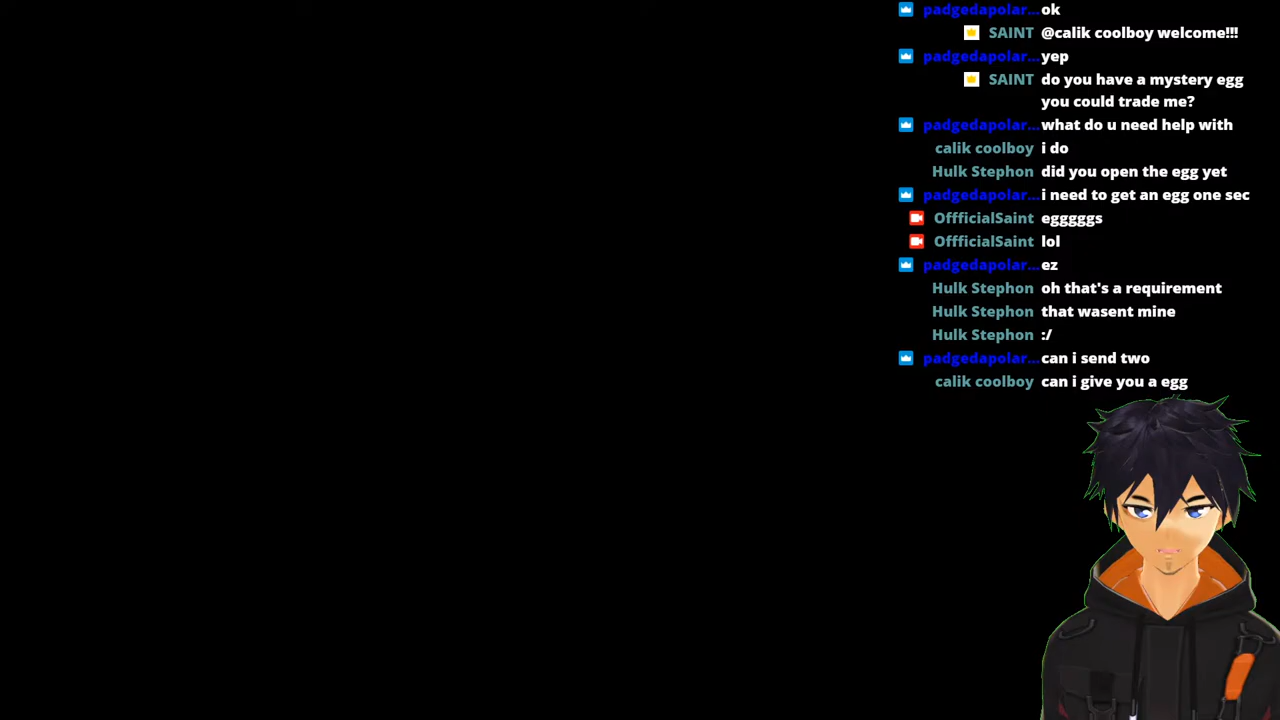 padgedapolar... ok
SAINT @calik coolboy welcome!!!
padgedapolar... yep
SAINT do you have a mystery egg
you could trade me?
padgedapolar... what do u need help with
calik coolboy i do
Hulk Stephon did you open the egg yet
padgedapolar... i need to get an egg one sec
OffficialSaint egggggs
OffficialSaint lol
padgedapolar... ez
Hulk Stephon oh that's a requirement
Hulk Stephon that wasent mine
Hulk Stephon :/
padgedapolar... can i send two
calik coolboy can i give you a egg